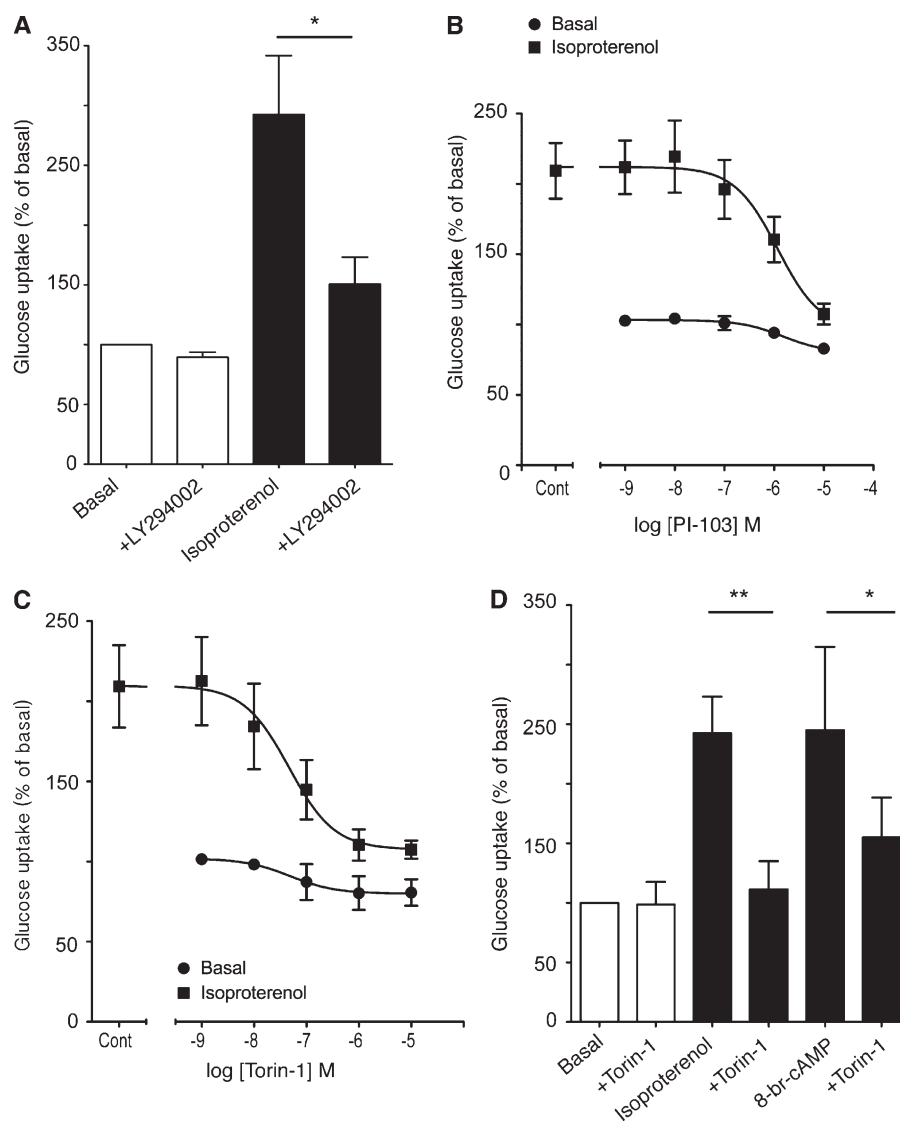 A
*
350
250
150
50
0
Glucose uptake (% of basal)
Basal
+LY294002
Isoproterenol
+LY294002
B
Basal
Isoproterenol
250
150
50
0
Glucose uptake (% of basal)
Cont
-9
-8
-7
-6
-5
-4
log [PI-103] M
C
250
150
50
0
Glucose uptake (% of basal)
Basal
Isoproterenol
Cont
-9
-8
-7
-6
-5
log [Torin-1] M
D
**
*
350
250
150
50
0
Glucose uptake (% of basal)
Basal
+Torin-1
Isoproterenol
+Torin-1
8-br-cAMP
+Torin-1